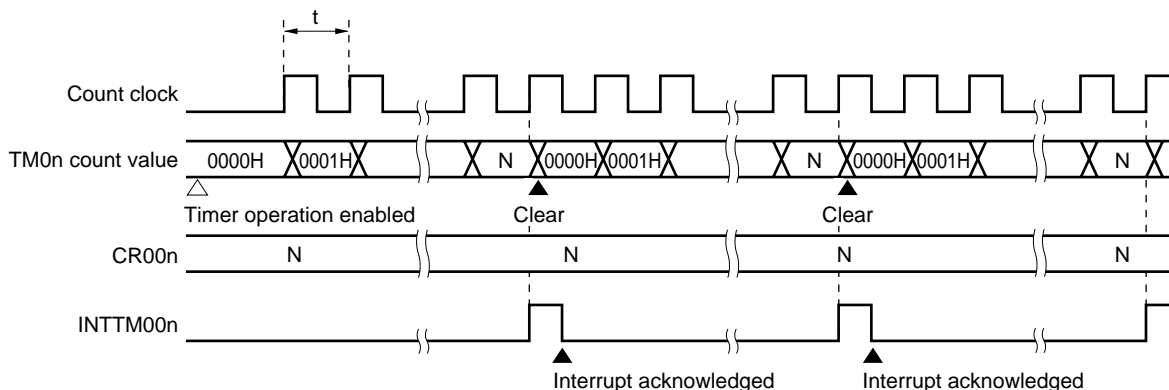 t
Count clock
TM0n count value 0000H 0001H N 0000H 0001H N 0000H 0001H N
Timer operation enabled Clear Clear
CR00n N N N N
INTTM00n
Interrupt acknowledged Interrupt acknowledged